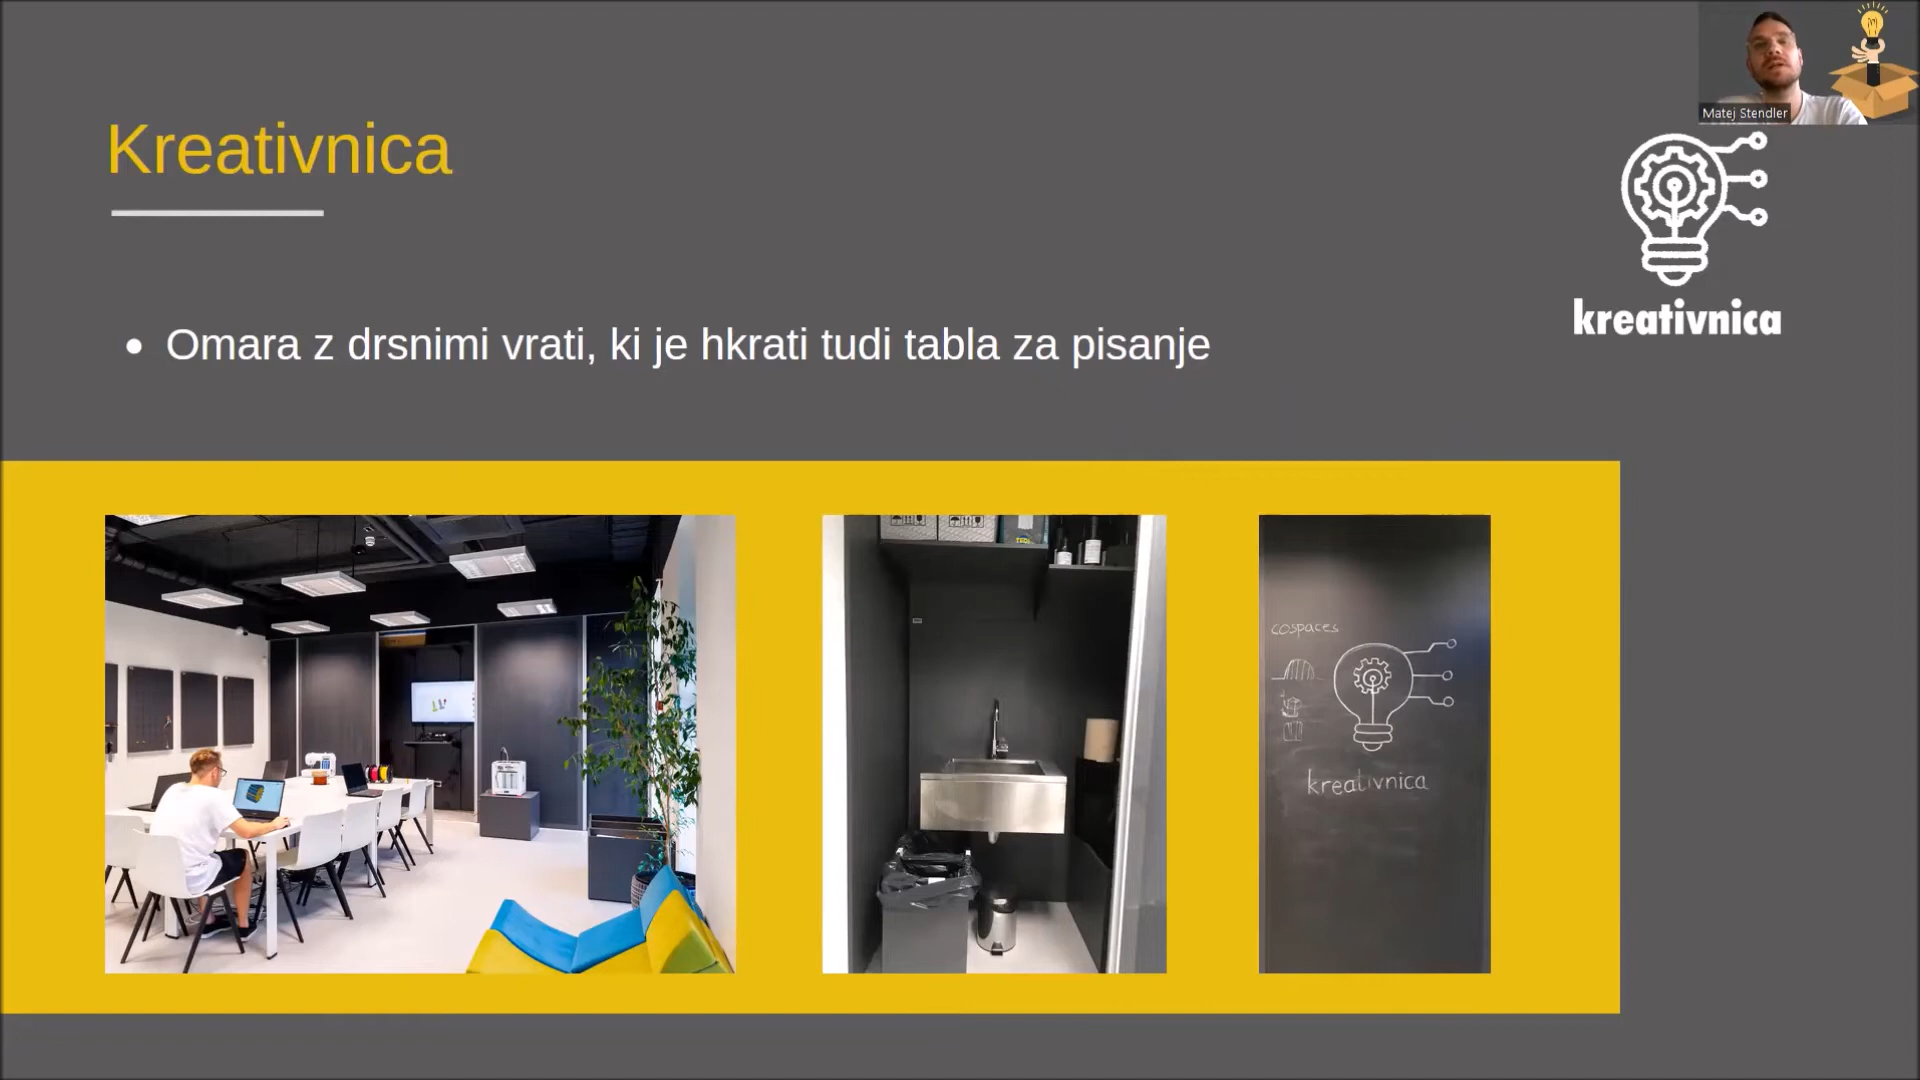 Matej Stendler
Kreativnica
kreativnica
• Omara z drsnimi vrati, ki je hkrati tudi tabla za pisanje
cospaces
kreativnica